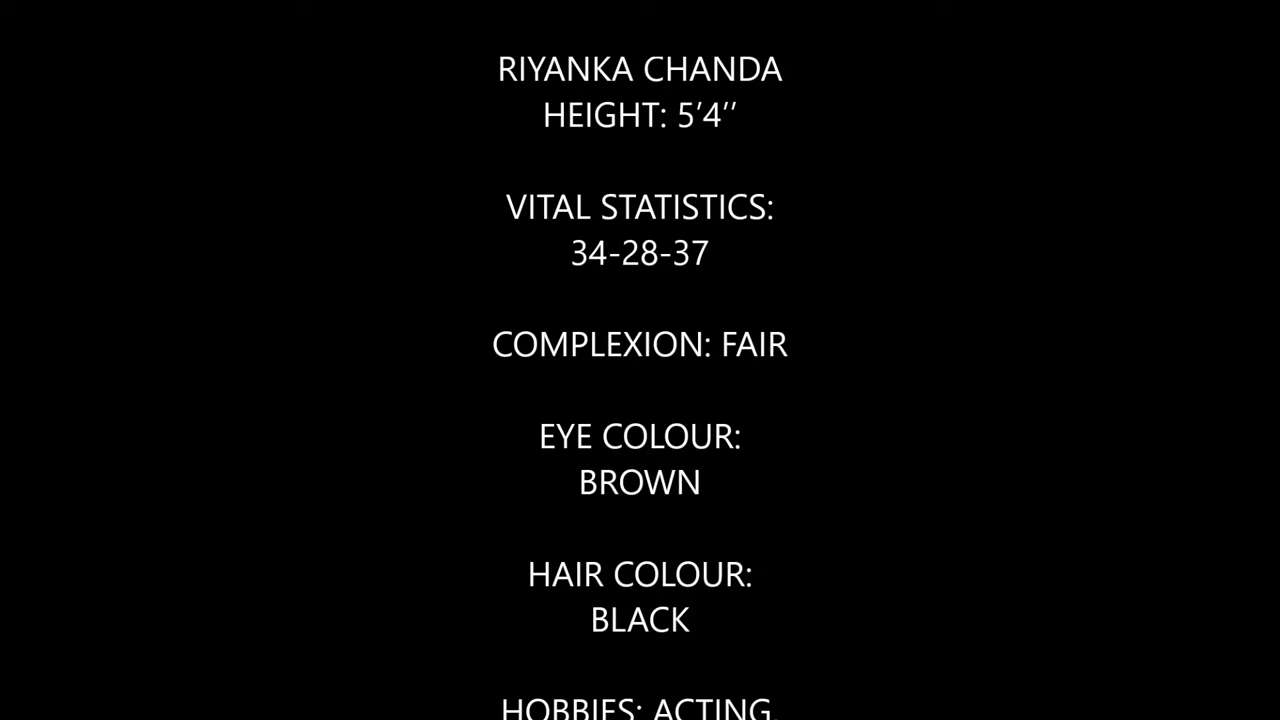 RIYANKA CHANDA
HEIGHT: 5’4’’
VITAL STATISTICS:
34-28-37
COMPLEXION: FAIR
EYE COLOUR:
BROWN
HAIR COLOUR:
BLACK
HOBBIES: ACTING,